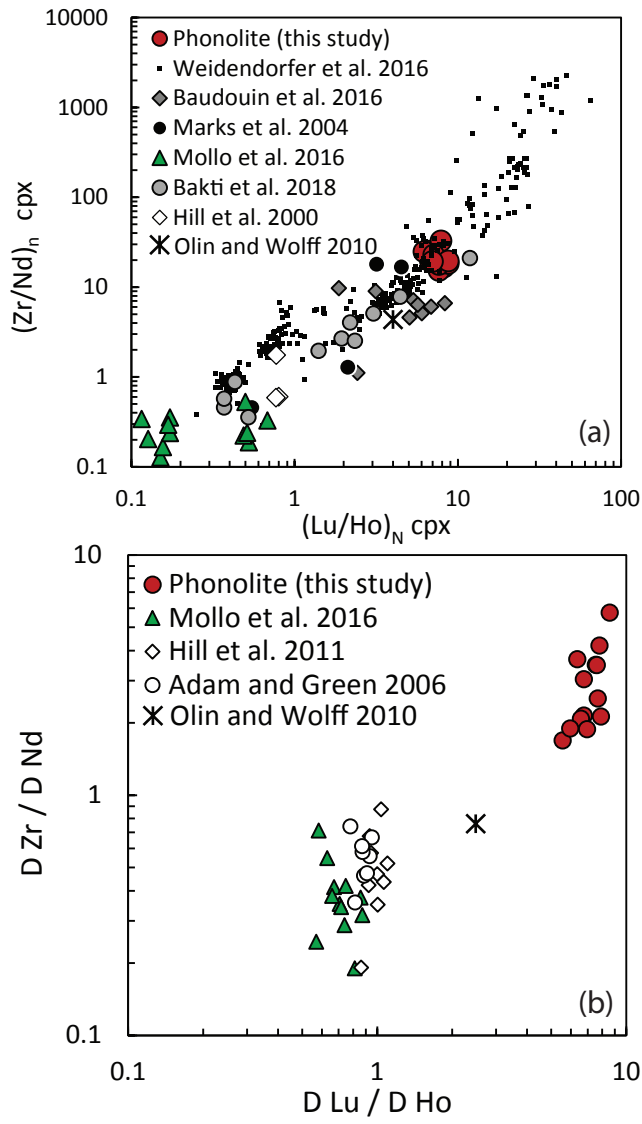 10000
Phonolite (this study)
Weidendorfer et al. 2016
Baudouin et al. 2016
Marks et al. 2004
Mollo et al. 2016
Bakti et al. 2018
Hill et al. 2000
Olin and Wolff 2010
1000
100
10
1
0.1
(Zr/Nd)n cpx
(a)
0.1
1
10
100
(Lu/Ho)N cpx
10
Phonolite (this study)
Mollo et al. 2016
Hill et al. 2011
Adam and Green 2006
Olin and Wolff 2010
1
0.1
D Zr / D Nd
(b)
0.1
1
10
D Lu / D Ho